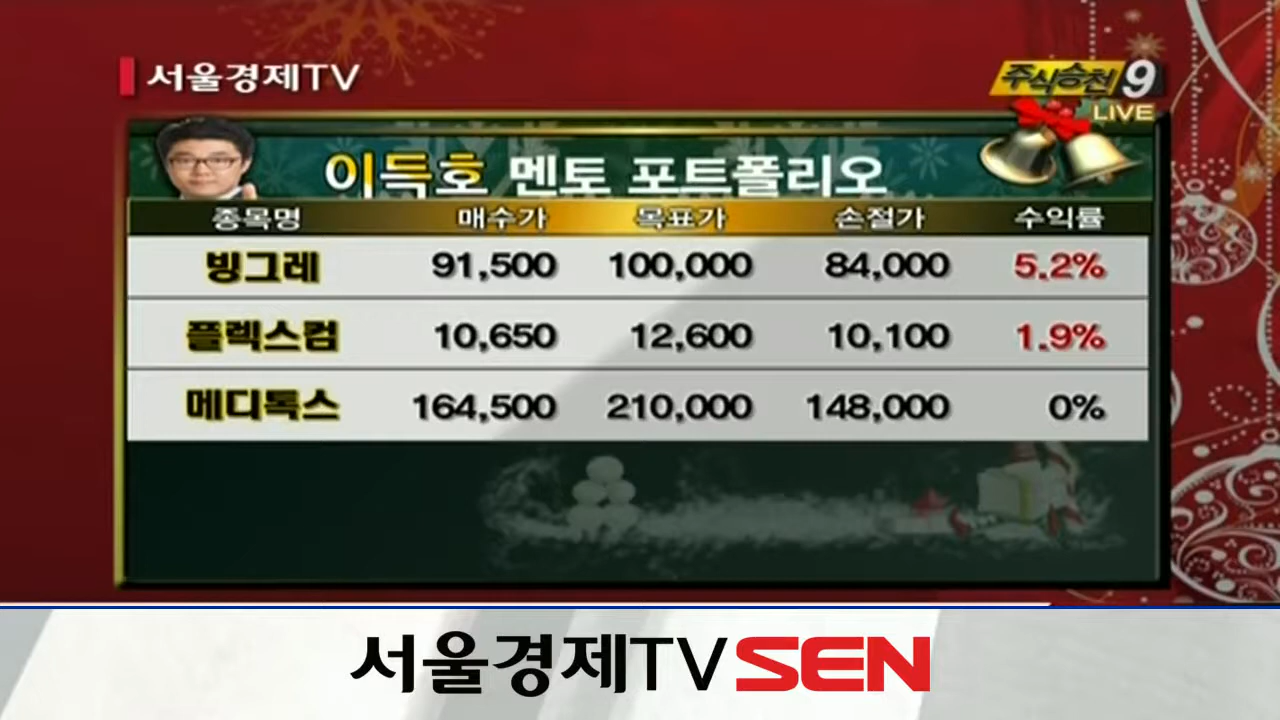 서울경제TV
주식승천 9
LIVE
이득호 멘토 포트폴리오
종목명 매수가 목표가 손절가 수익률
빙그레 91,500 100,000 84,000 5.2%
플렉스컴 10,650 12,600 10,100 1.9%
메디톡스 164,500 210,000 148,000 0%
서울경제TV SEN